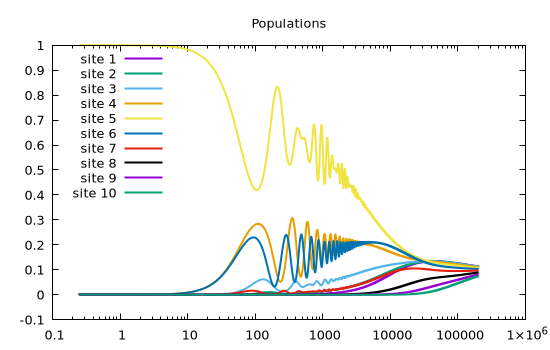 Populations
1
0.9
0.8
0.7
0.6
0.5
0.4
0.3
0.2
0.1
0
-0.1
site 1
site 2
site 3
site 4
site 5
site 6
site 7
site 8
site 9
site 10
0.1 1 10 100 1000 10000 100000 1×10⁶